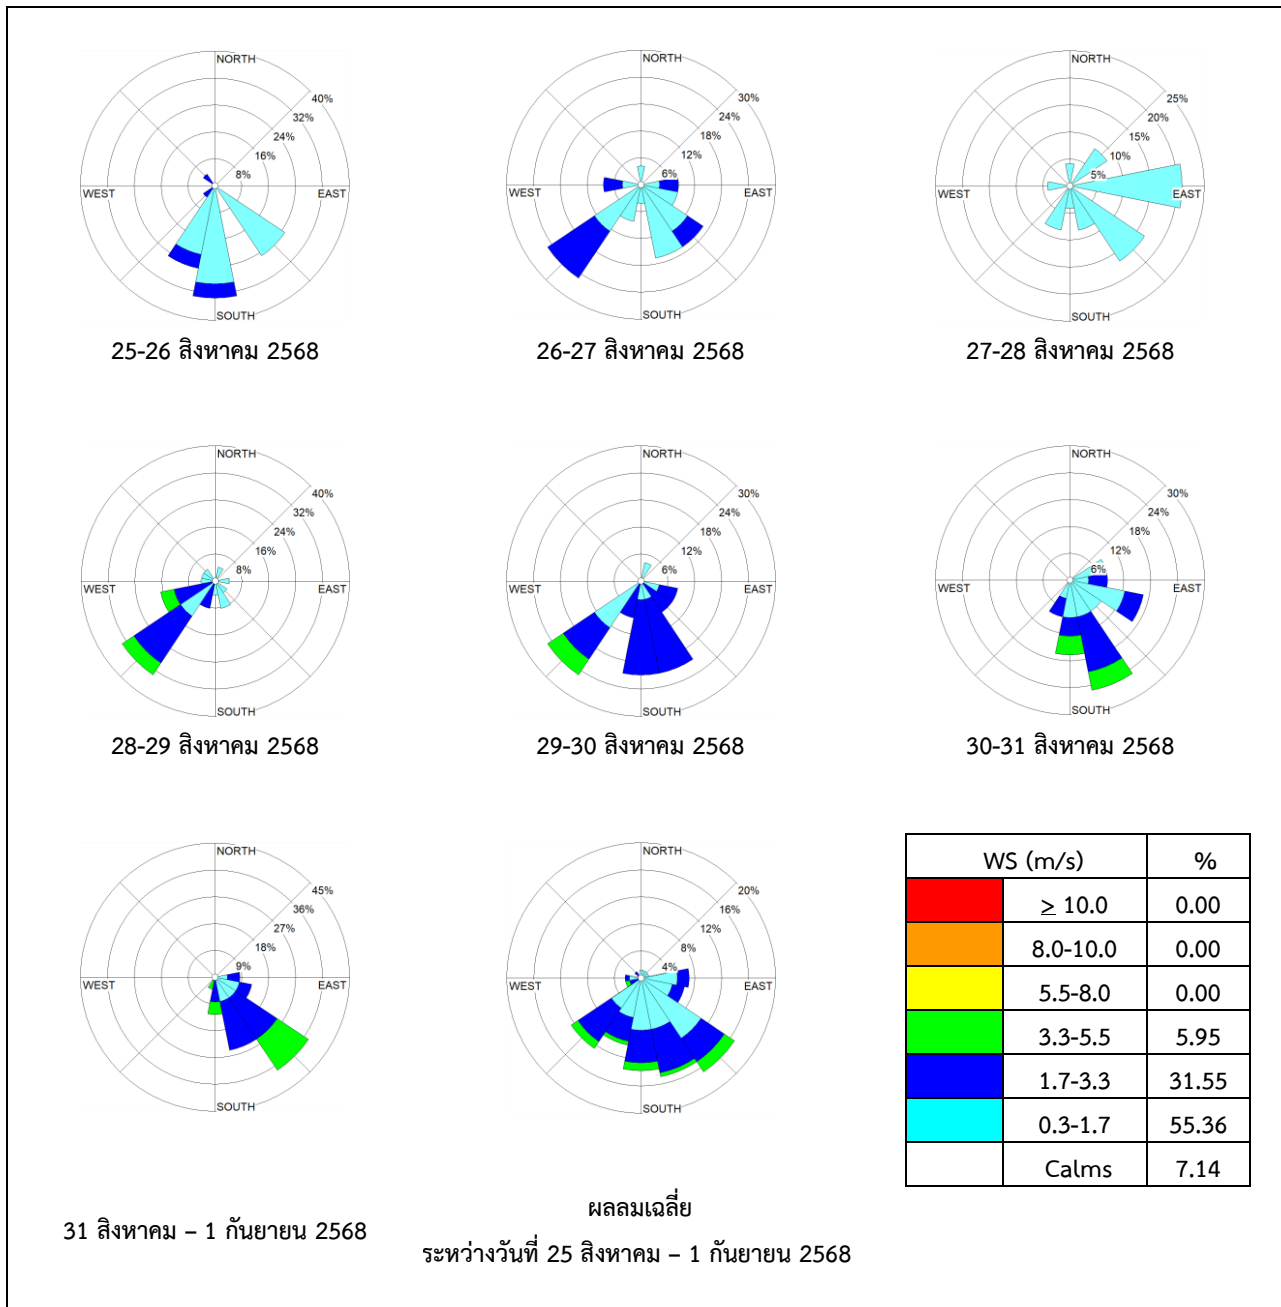 NORTH
40%
32%
24%
16%
8%
WEST
EAST
SOUTH
25-26 สิงหาคม 2568
NORTH
30%
24%
18%
12%
6%
WEST
EAST
SOUTH
26-27 สิงหาคม 2568
NORTH
25%
20%
15%
10%
5%
WEST
EAST
SOUTH
27-28 สิงหาคม 2568
NORTH
40%
32%
24%
16%
8%
WEST
EAST
SOUTH
28-29 สิงหาคม 2568
NORTH
30%
24%
18%
12%
6%
WEST
EAST
SOUTH
29-30 สิงหาคม 2568
NORTH
30%
24%
18%
12%
6%
WEST
EAST
SOUTH
30-31 สิงหาคม 2568
NORTH
45%
36%
27%
18%
9%
WEST
EAST
SOUTH
31 สิงหาคม – 1 กันยายน 2568
NORTH
20%
16%
12%
8%
4%
WEST
EAST
SOUTH
ผลลมเฉลี่ย
ระหว่างวันที่ 25 สิงหาคม – 1 กันยายน 2568
WS (m/s) %
≥ 10.0 0.00
8.0-10.0 0.00
5.5-8.0 0.00
3.3-5.5 5.95
1.7-3.3 31.55
0.3-1.7 55.36
Calms 7.14